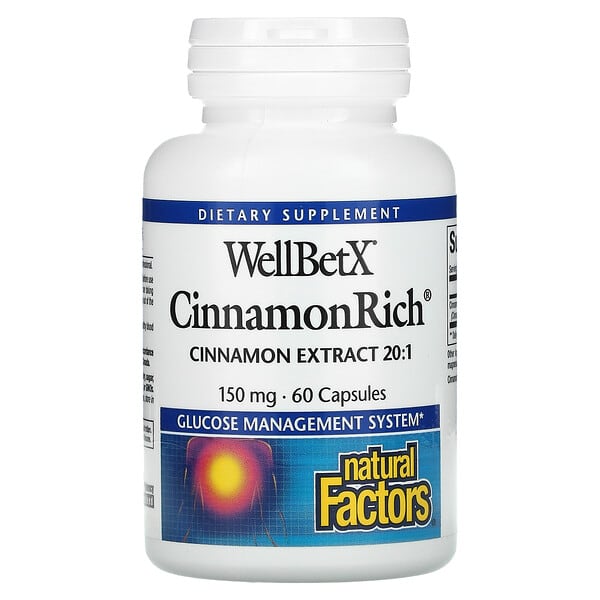 DIETARY SUPPLEMENT
WellBetX®
CinnamonRich®
CINNAMON EXTRACT 20:1
150 mg · 60 Capsules
GLUCOSE MANAGEMENT SYSTEM*
natural
Factors®